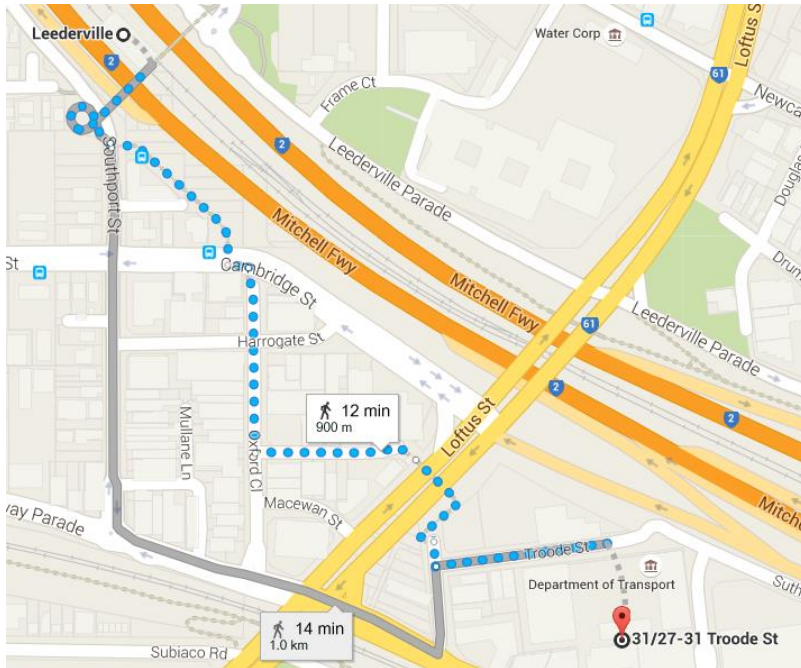 Leederville
2
Water Corp
61
Loftus St
Newca
Frame Ct
2
Leederville Parade
Douglas
Southport St
Mitchell Fwy
Mitchell Fwy
Drum
St
Cambridge St
61
Leederville Parade
Harrogate St
2
2
12 min
900 m
Loftus St
Mullane Ln
Oxford Cl
Mitche
Macewan St
way Parade
Troode St
Department of Transport
Suth
14 min
1.0 km
31/27-31 Troode St
Subiaco Rd